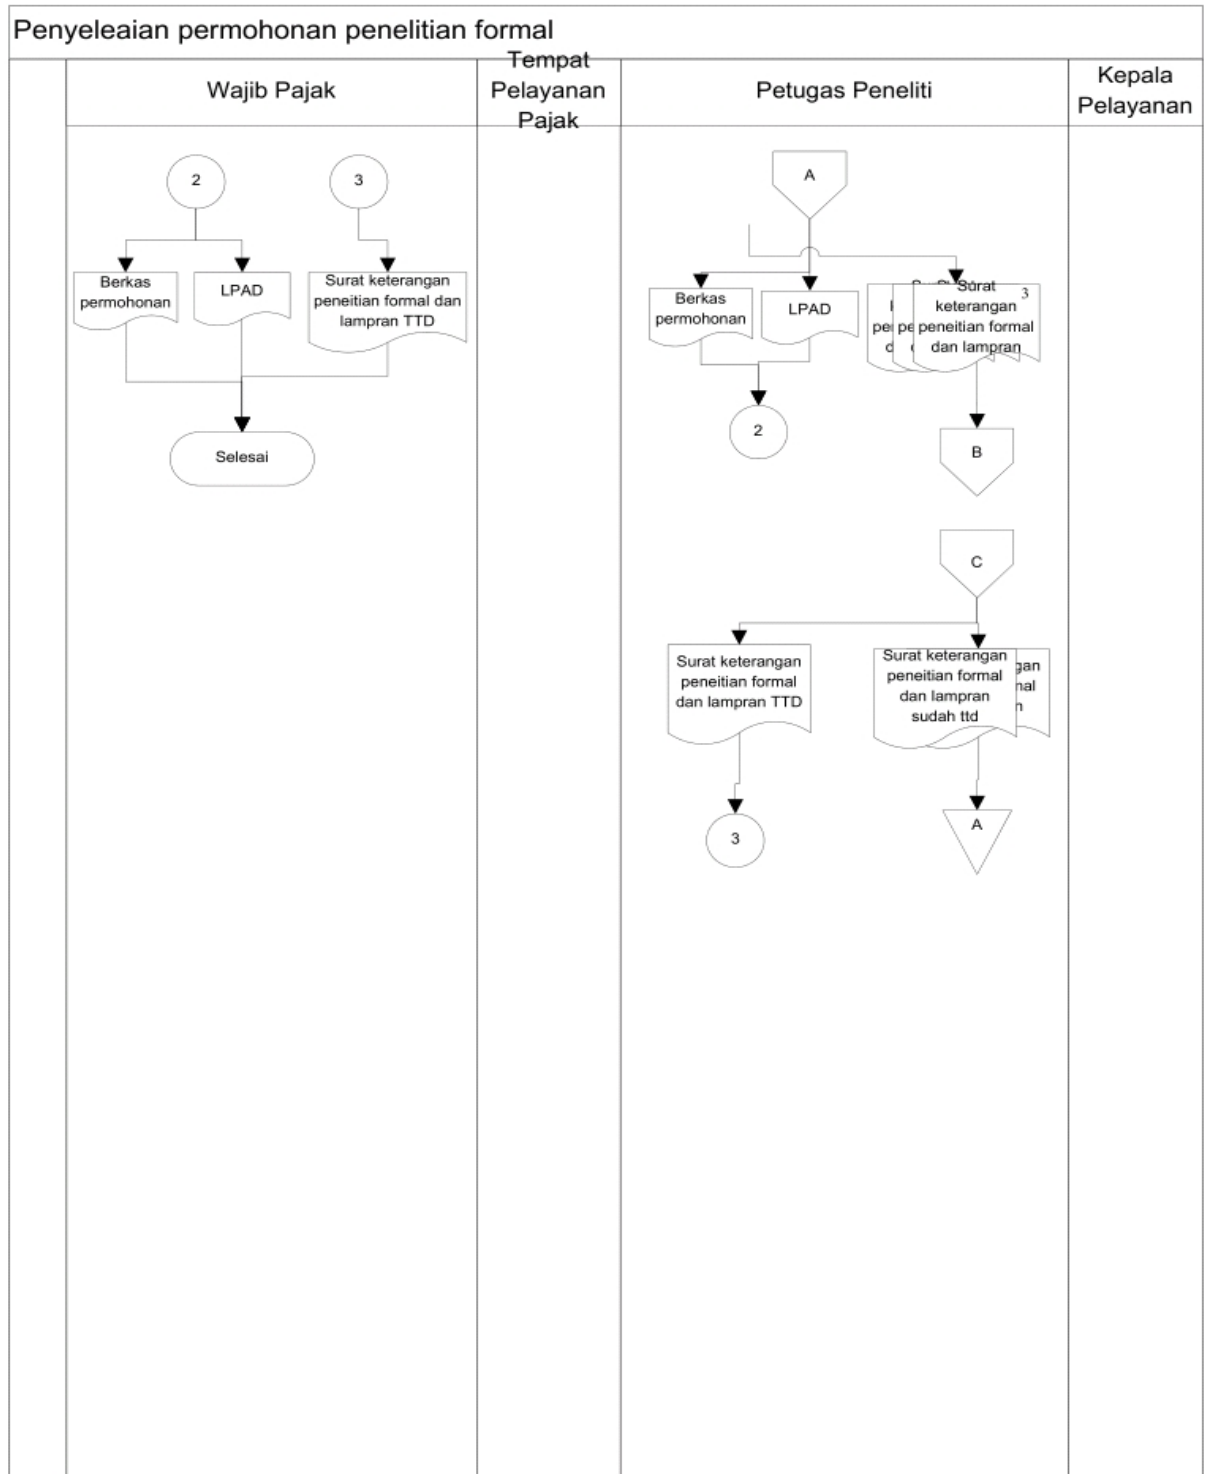 Penyeleaian permohonan penelitian formal
Wajib Pajak
Tempat
Pelayanan
Pajak
Petugas Peneliti
Kepala
Pelayanan
2
3
Berkas
permohonan
LPAD
Surat keterangan
peneitian formal dan
lampran TTD
Selesai
A
Berkas
permohonan
LPAD
Surat
keterangan
peneitian formal
dan lampran
3
2
B
C
Surat keterangan
peneitian formal
dan lampran TTD
Surat keterangan
peneitian formal
dan lampran
sudah ttd
3
A